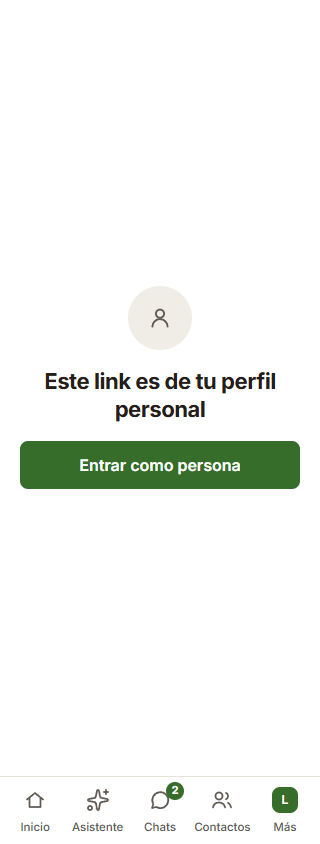 Este link es de tu perfil
personal
Entrar como persona
2
L
Inicio
Asistente
Chats
Contactos
Más